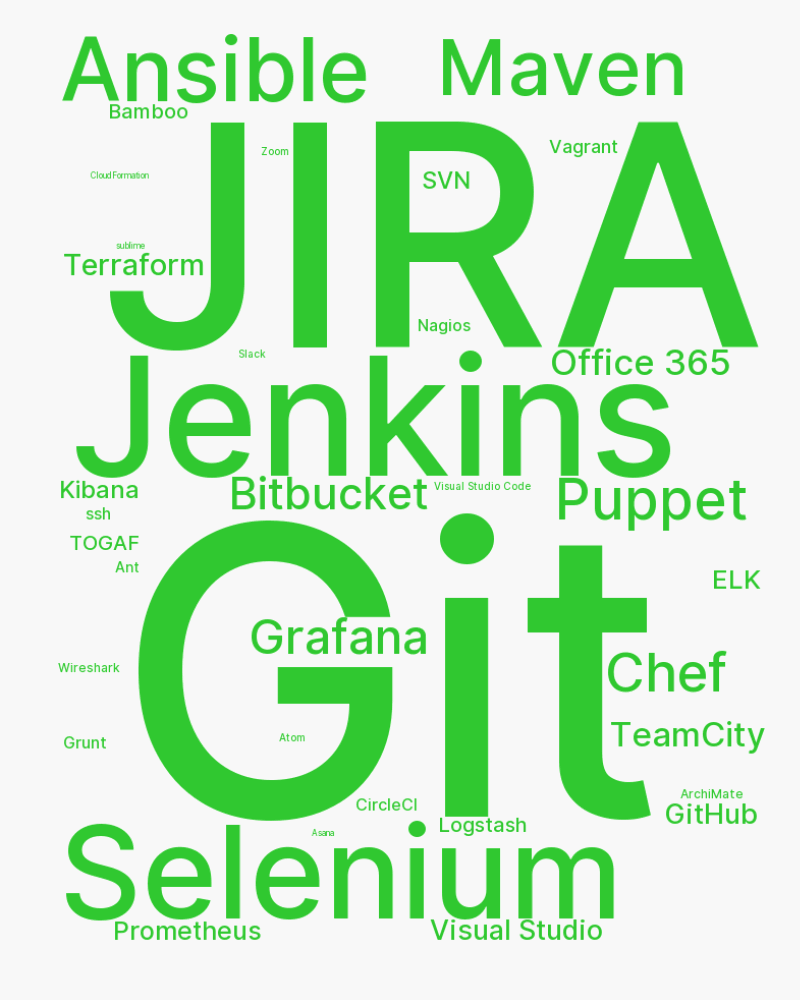 Ansible
Maven
Bamboo
JIRA
Zoom
Vagrant
CloudFormation
SVN
sublime
Terraform
Nagios
Slack
Office 365
Jenkins
Kibana
Bitbucket
Visual Studio Code
Puppet
ssh
TOGAF
Ant
ELK
Git
Grafana
Wireshark
Chef
Grunt
Atom
TeamCity
ArchiMate
CircleCI
GitHub
Logstash
Asana
Selenium
Prometheus
Visual Studio